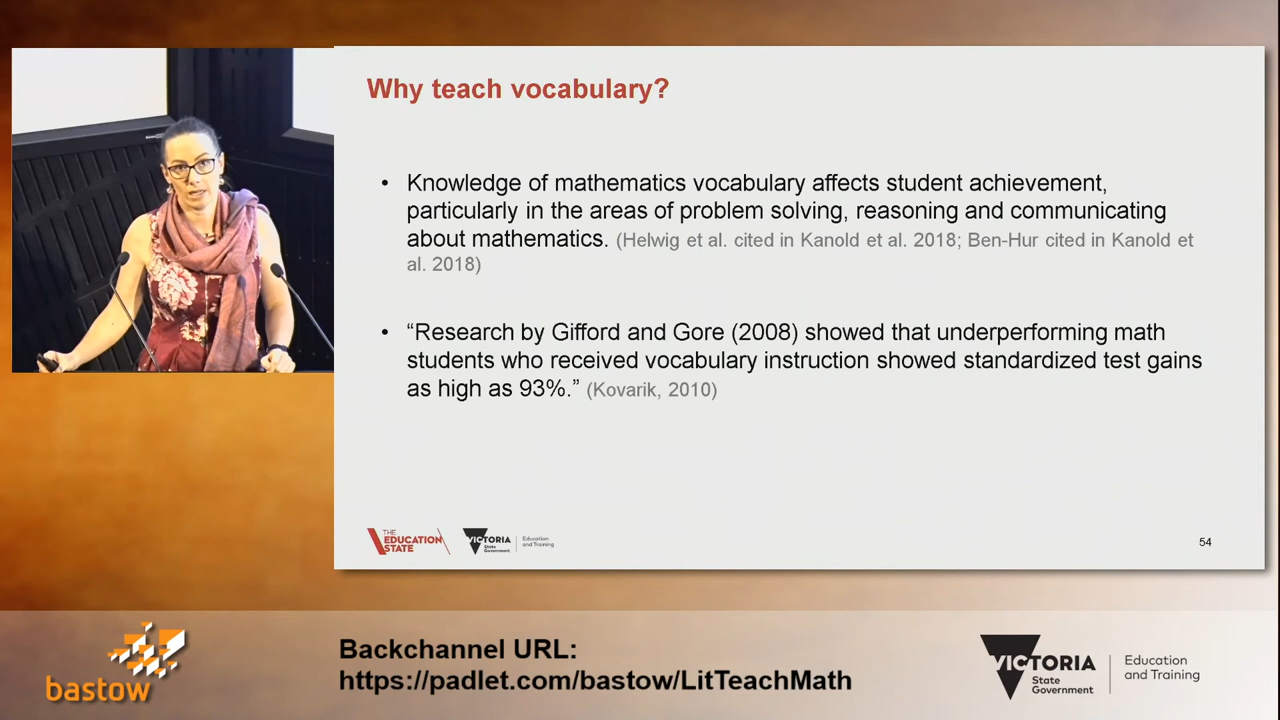 Why teach vocabulary?
• Knowledge of mathematics vocabulary affects student achievement,
particularly in the areas of problem solving, reasoning and communicating
about mathematics. (Helwig et al. cited in Kanold et al. 2018; Ben-Hur cited in Kanold et
al. 2018)
• “Research by Gifford and Gore (2008) showed that underperforming math
students who received vocabulary instruction showed standardized test gains
as high as 93%.” (Kovarik, 2010)
THE
EDUCATION
STATE
VICTORIA
State
Government
Education
and Training
54
bastow
Backchannel URL:
https://padlet.com/bastow/LitTeachMath
VICTORIA
State
Government
Education
and Training